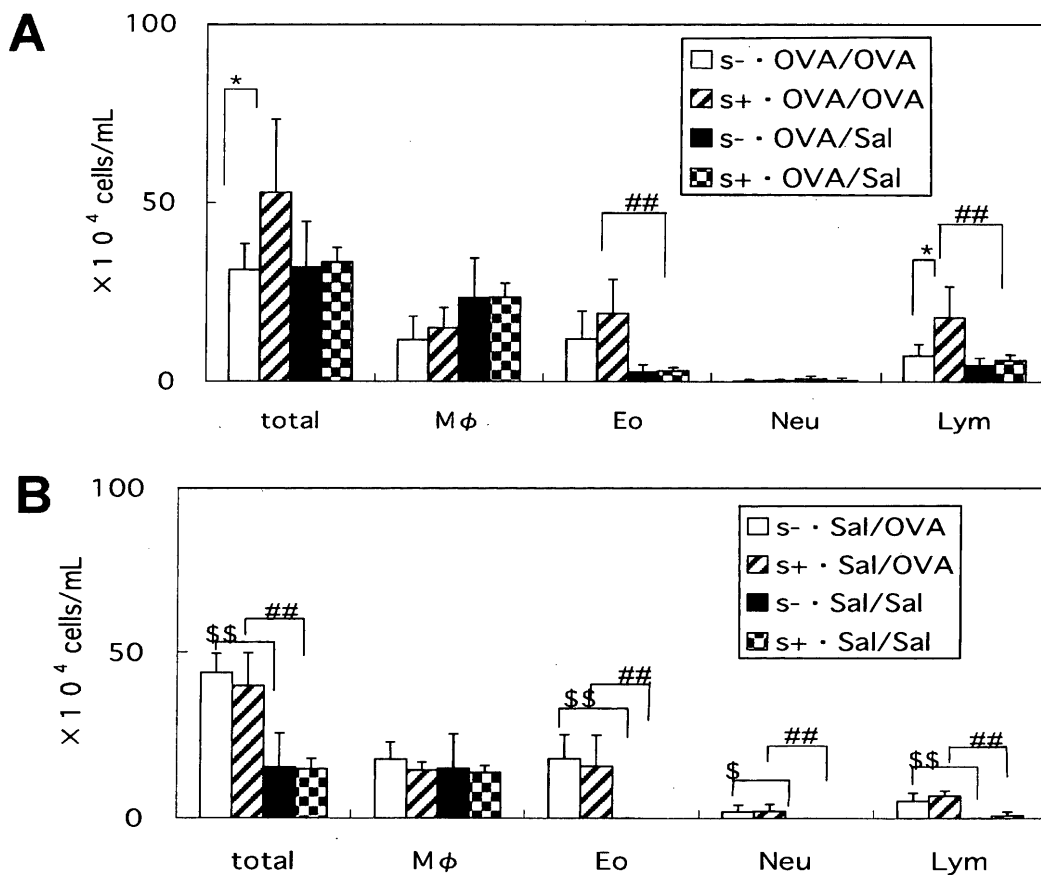 A
100
× 10⁴ cells/mL
50
0
s- · OVA/OVA
s+ · OVA/OVA
s- · OVA/Sal
s+ · OVA/Sal
*
##
*
##
total Mϕ Eo Neu Lym
B
100
× 10⁴ cells/mL
50
0
s- · Sal/OVA
s+ · Sal/OVA
s- · Sal/Sal
s+ · Sal/Sal
$$ ##
$$ ##
$ ##
$$ ##
total Mϕ Eo Neu Lym